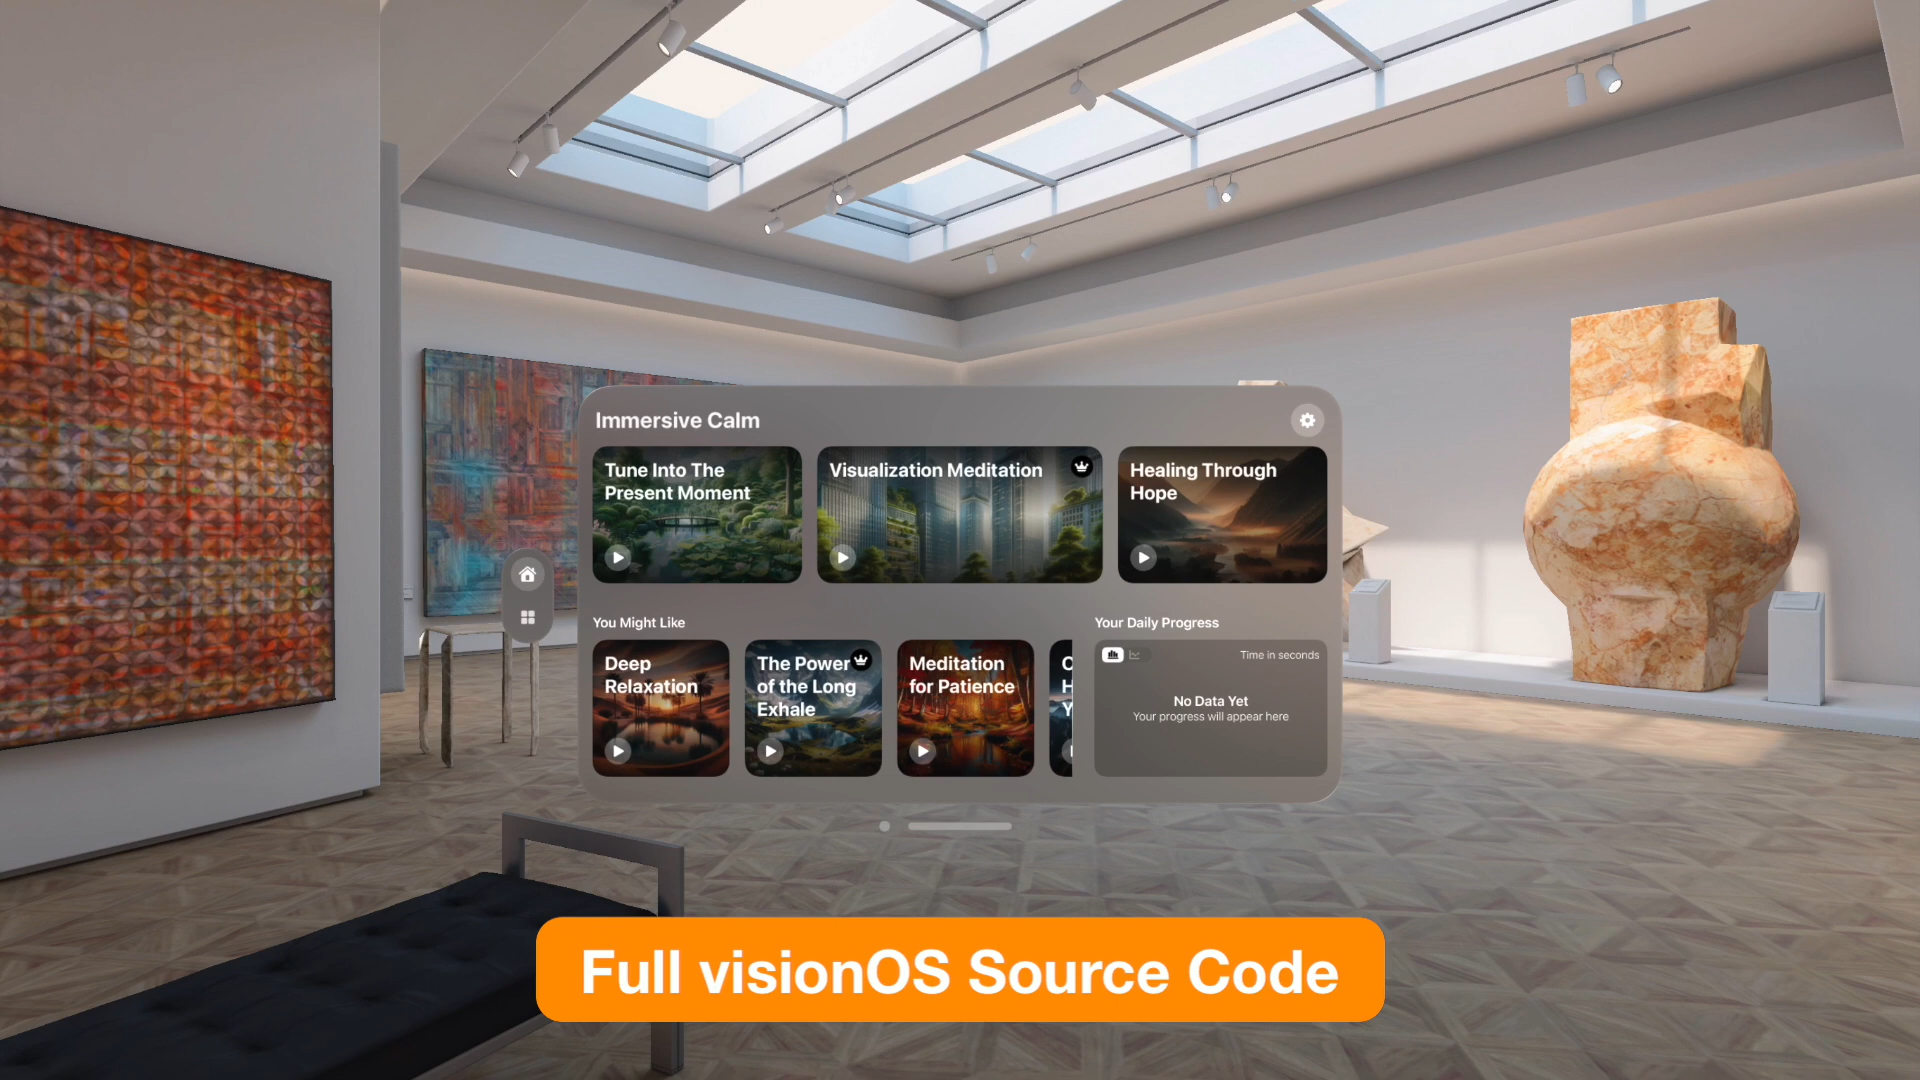 Immersive Calm
Tune Into The
Present Moment
Visualization Meditation
Healing Through
Hope
You Might Like
Deep
Relaxation
The Power
of the Long
Exhale
Meditation
for Patience
Your Daily Progress
Time in seconds
No Data Yet
Your progress will appear here
Full visionOS Source Code